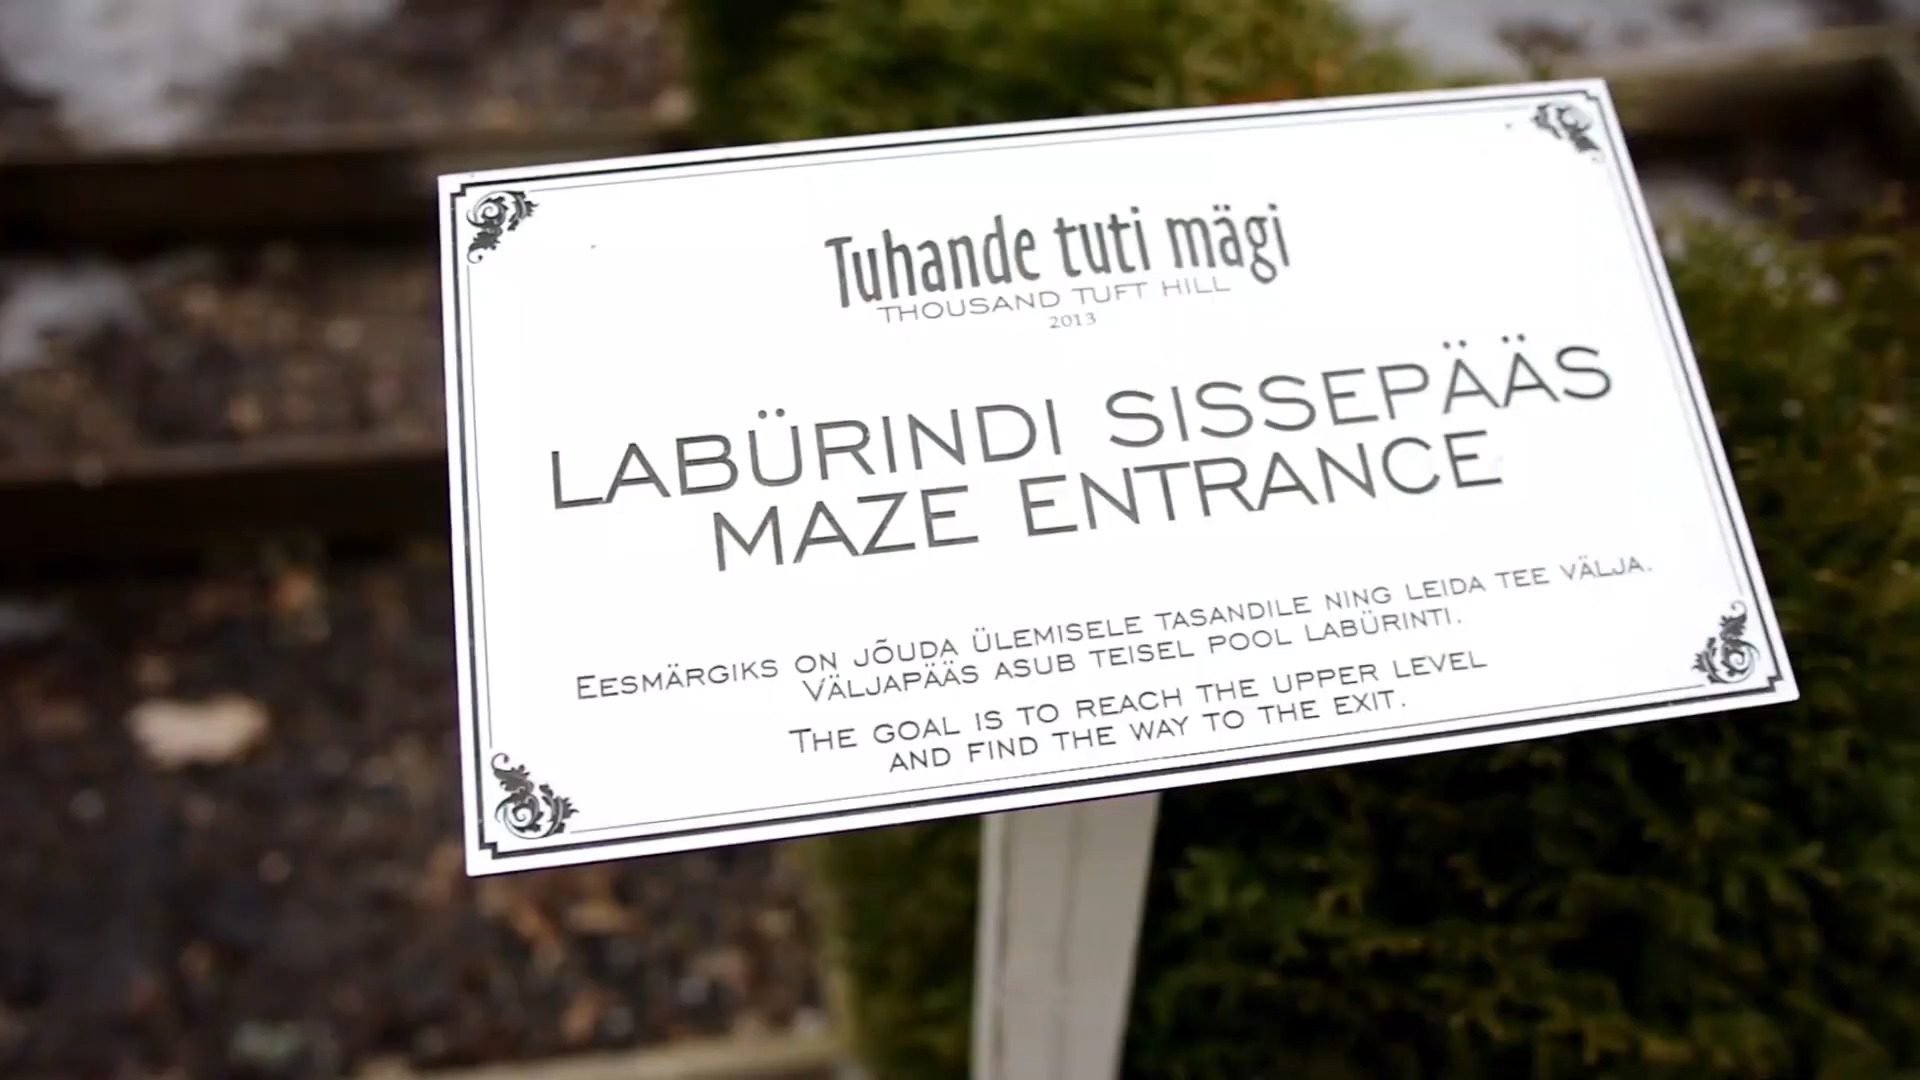 Tuhande tuti mägi
THOUSAND TUFT HILL
2013
LABÜRINDI SISSEPÄÄS
MAZE ENTRANCE
EESMÄRGIKS ON JÕUDA ÜLEMISELE TASANDILE NING LEIDA TEE VÄLJA.
VÄLJAPÄÄS ASUB TEISEL POOL LABÜRINTI.
THE GOAL IS TO REACH THE UPPER LEVEL
AND FIND THE WAY TO THE EXIT.